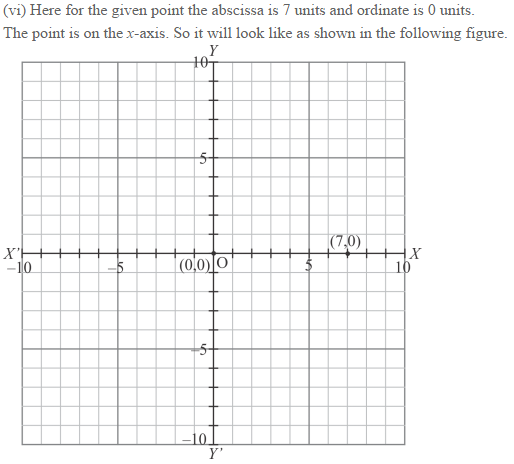 (vi) Here for the given point the abscissa is 7 units and ordinate is 0 units.
The point is on the x-axis. So it will look like as shown in the following figure.
Y
10
5
(7,0)
X' X
−10 −5 (0,0) O 5 10
−5
−10
Y'